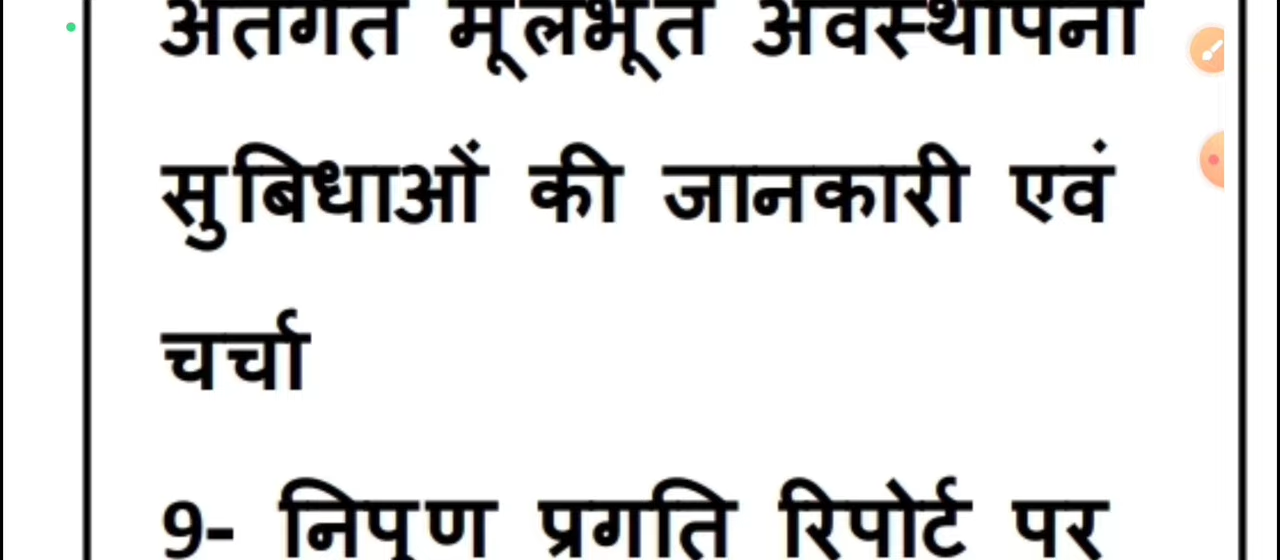 अंतर्गत मूलभूत अवस्थापना
सुबिधाओं की जानकारी एवं
चर्चा
9- निपुण प्रगति रिपोर्ट पर